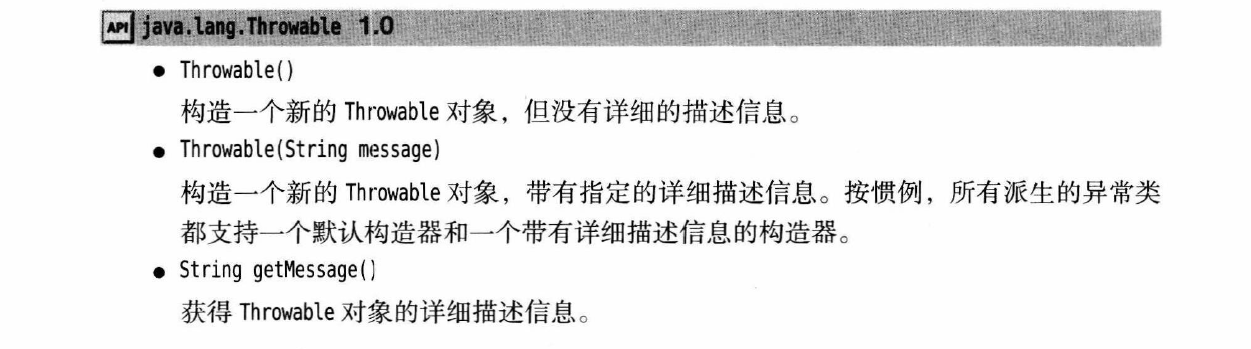 API java.lang.Throwable 1.0
● Throwable()
构造一个新的 Throwable 对象，但没有详细的描述信息。
● Throwable(String message)
构造一个新的 Throwable 对象，带有指定的详细描述信息。按惯例，所有派生的异常类
都支持一个默认构造器和一个带有详细描述信息的构造器。
● String getMessage()
获得 Throwable 对象的详细描述信息。